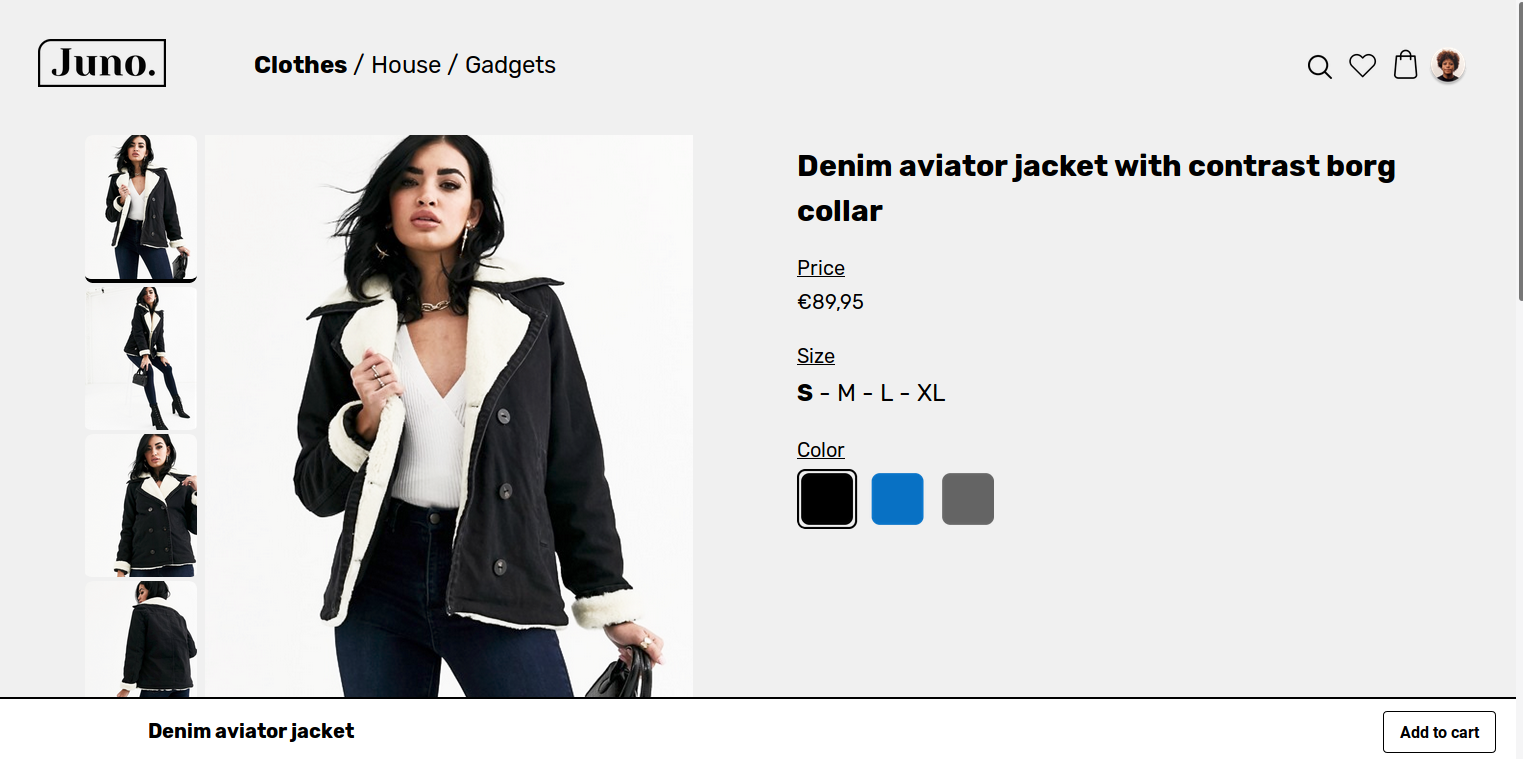 Juno.
Clothes / House / Gadgets
Denim aviator jacket with contrast borg
collar
Price
€89,95
Size
S - M - L - XL
Color
Denim aviator jacket
Add to cart